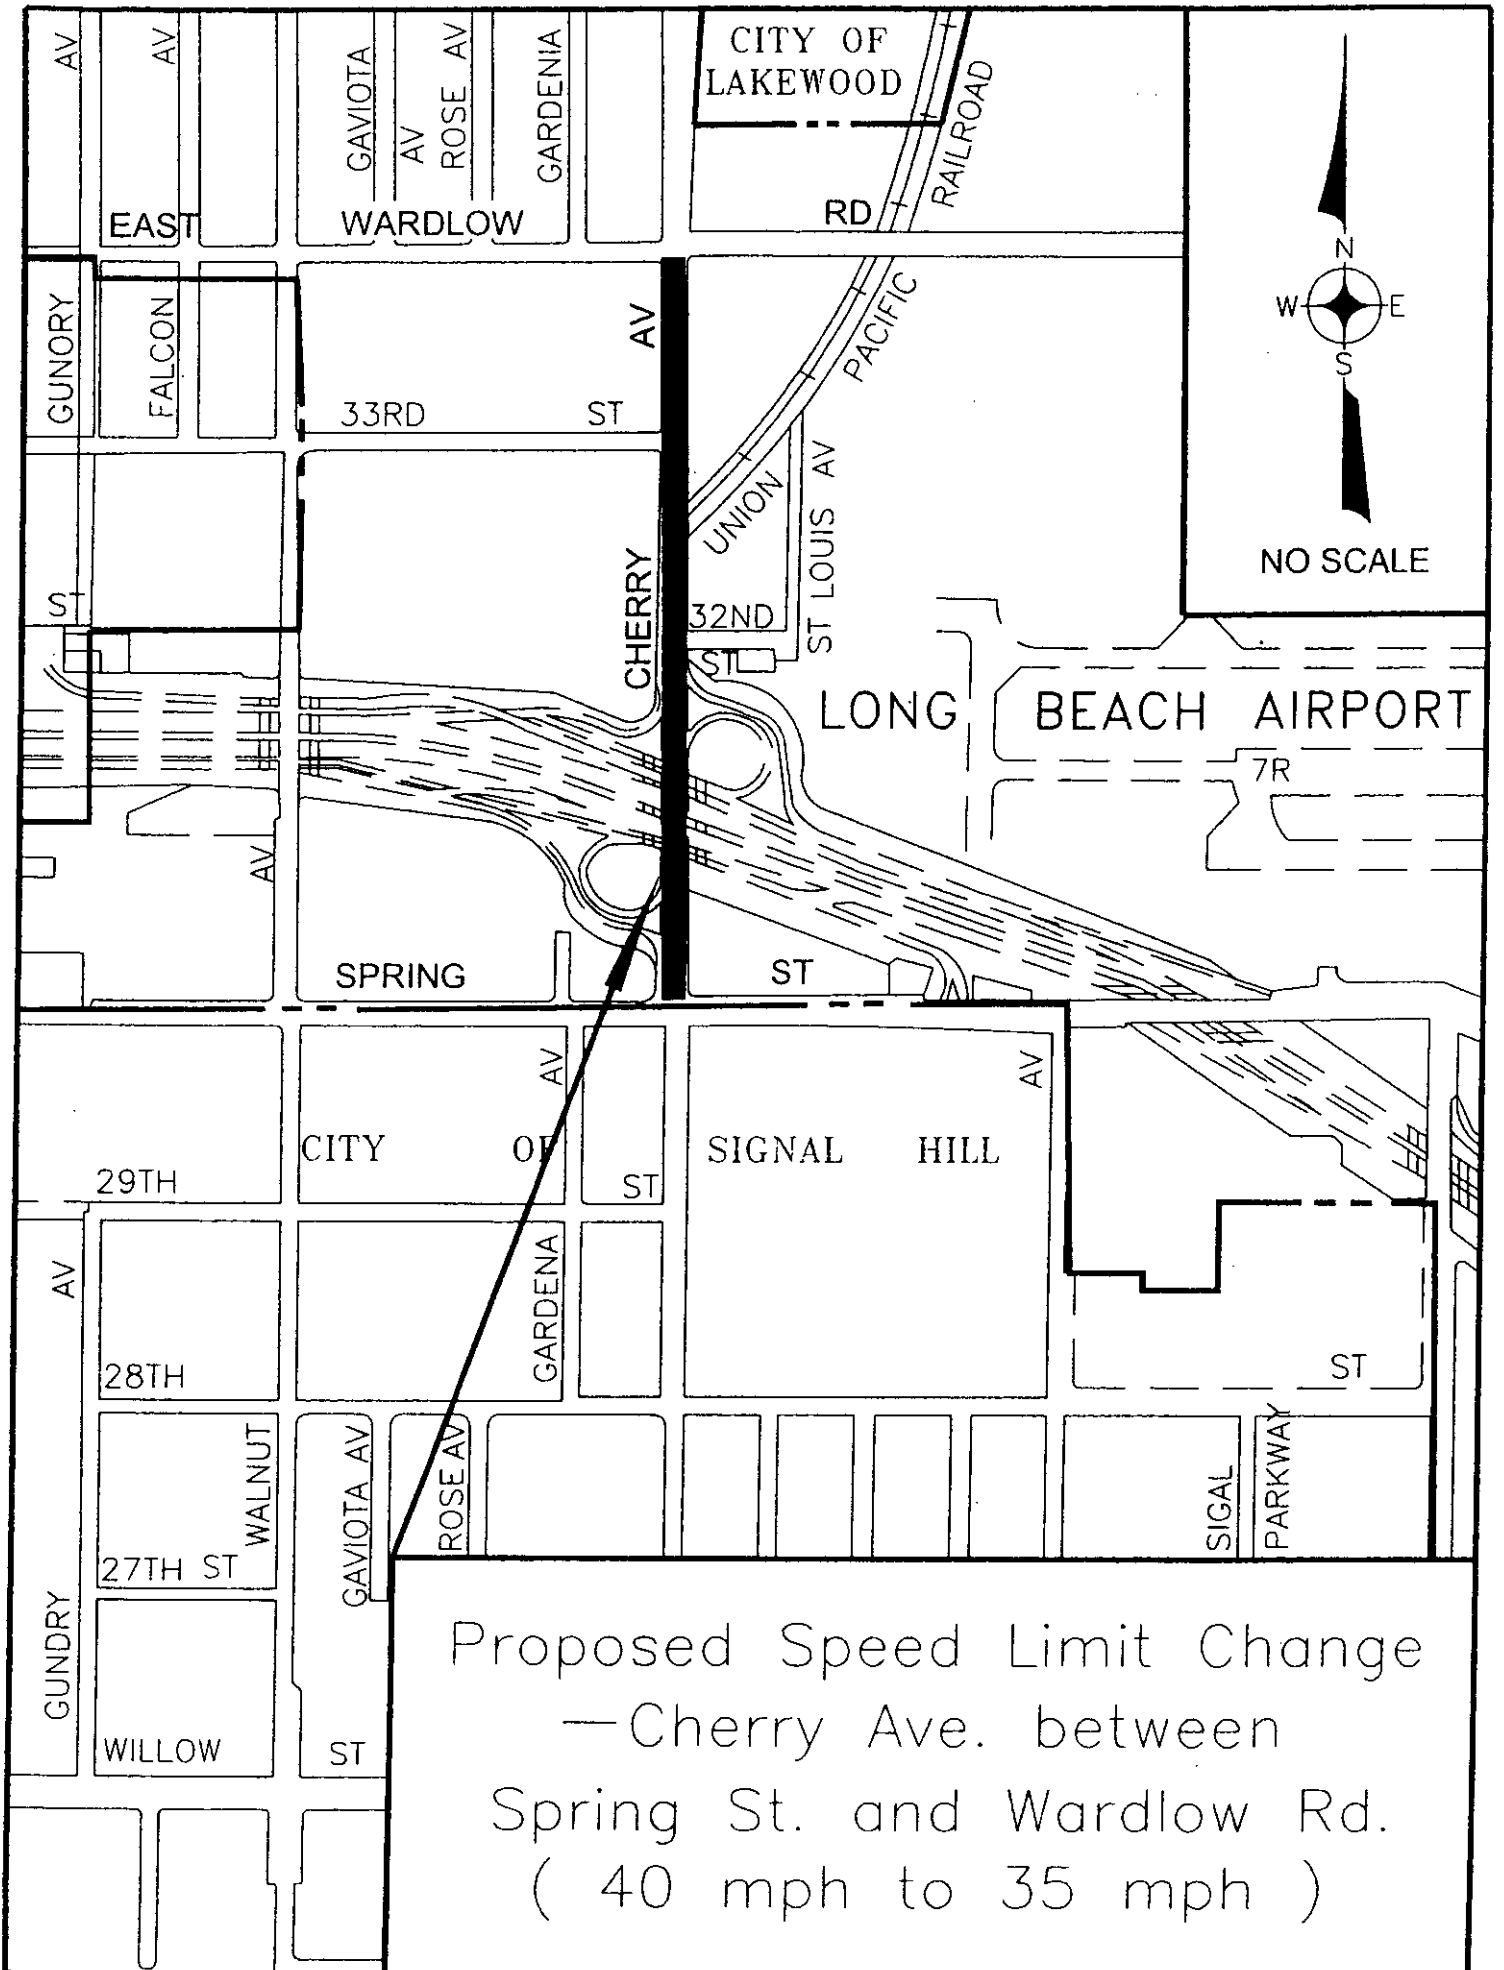 AV
AV
GAVIOTA
AV
ROSE AV
GARDENIA
CITY OF
LAKEWOOD
RAILROAD
EAST WARDLOW RD
N
W E
S
NO SCALE
GUNORY
FALCON
AV
PACIFIC
33RD ST
UNION
ST LOUIS AV
CHERRY
32ND
ST
ST
LONG BEACH AIRPORT
7R
AV
SPRING ST
AV
AV
CITY OF SIGNAL HILL
29TH ST
AV
GARDENA
28TH ST
WALNUT
GAVIOTA AV
ROSE AV
SIGAL
PARKWAY
27TH ST
GUNDRY
WILLOW ST
Proposed Speed Limit Change
—Cherry Ave. between
Spring St. and Wardlow Rd.
( 40 mph to 35 mph )